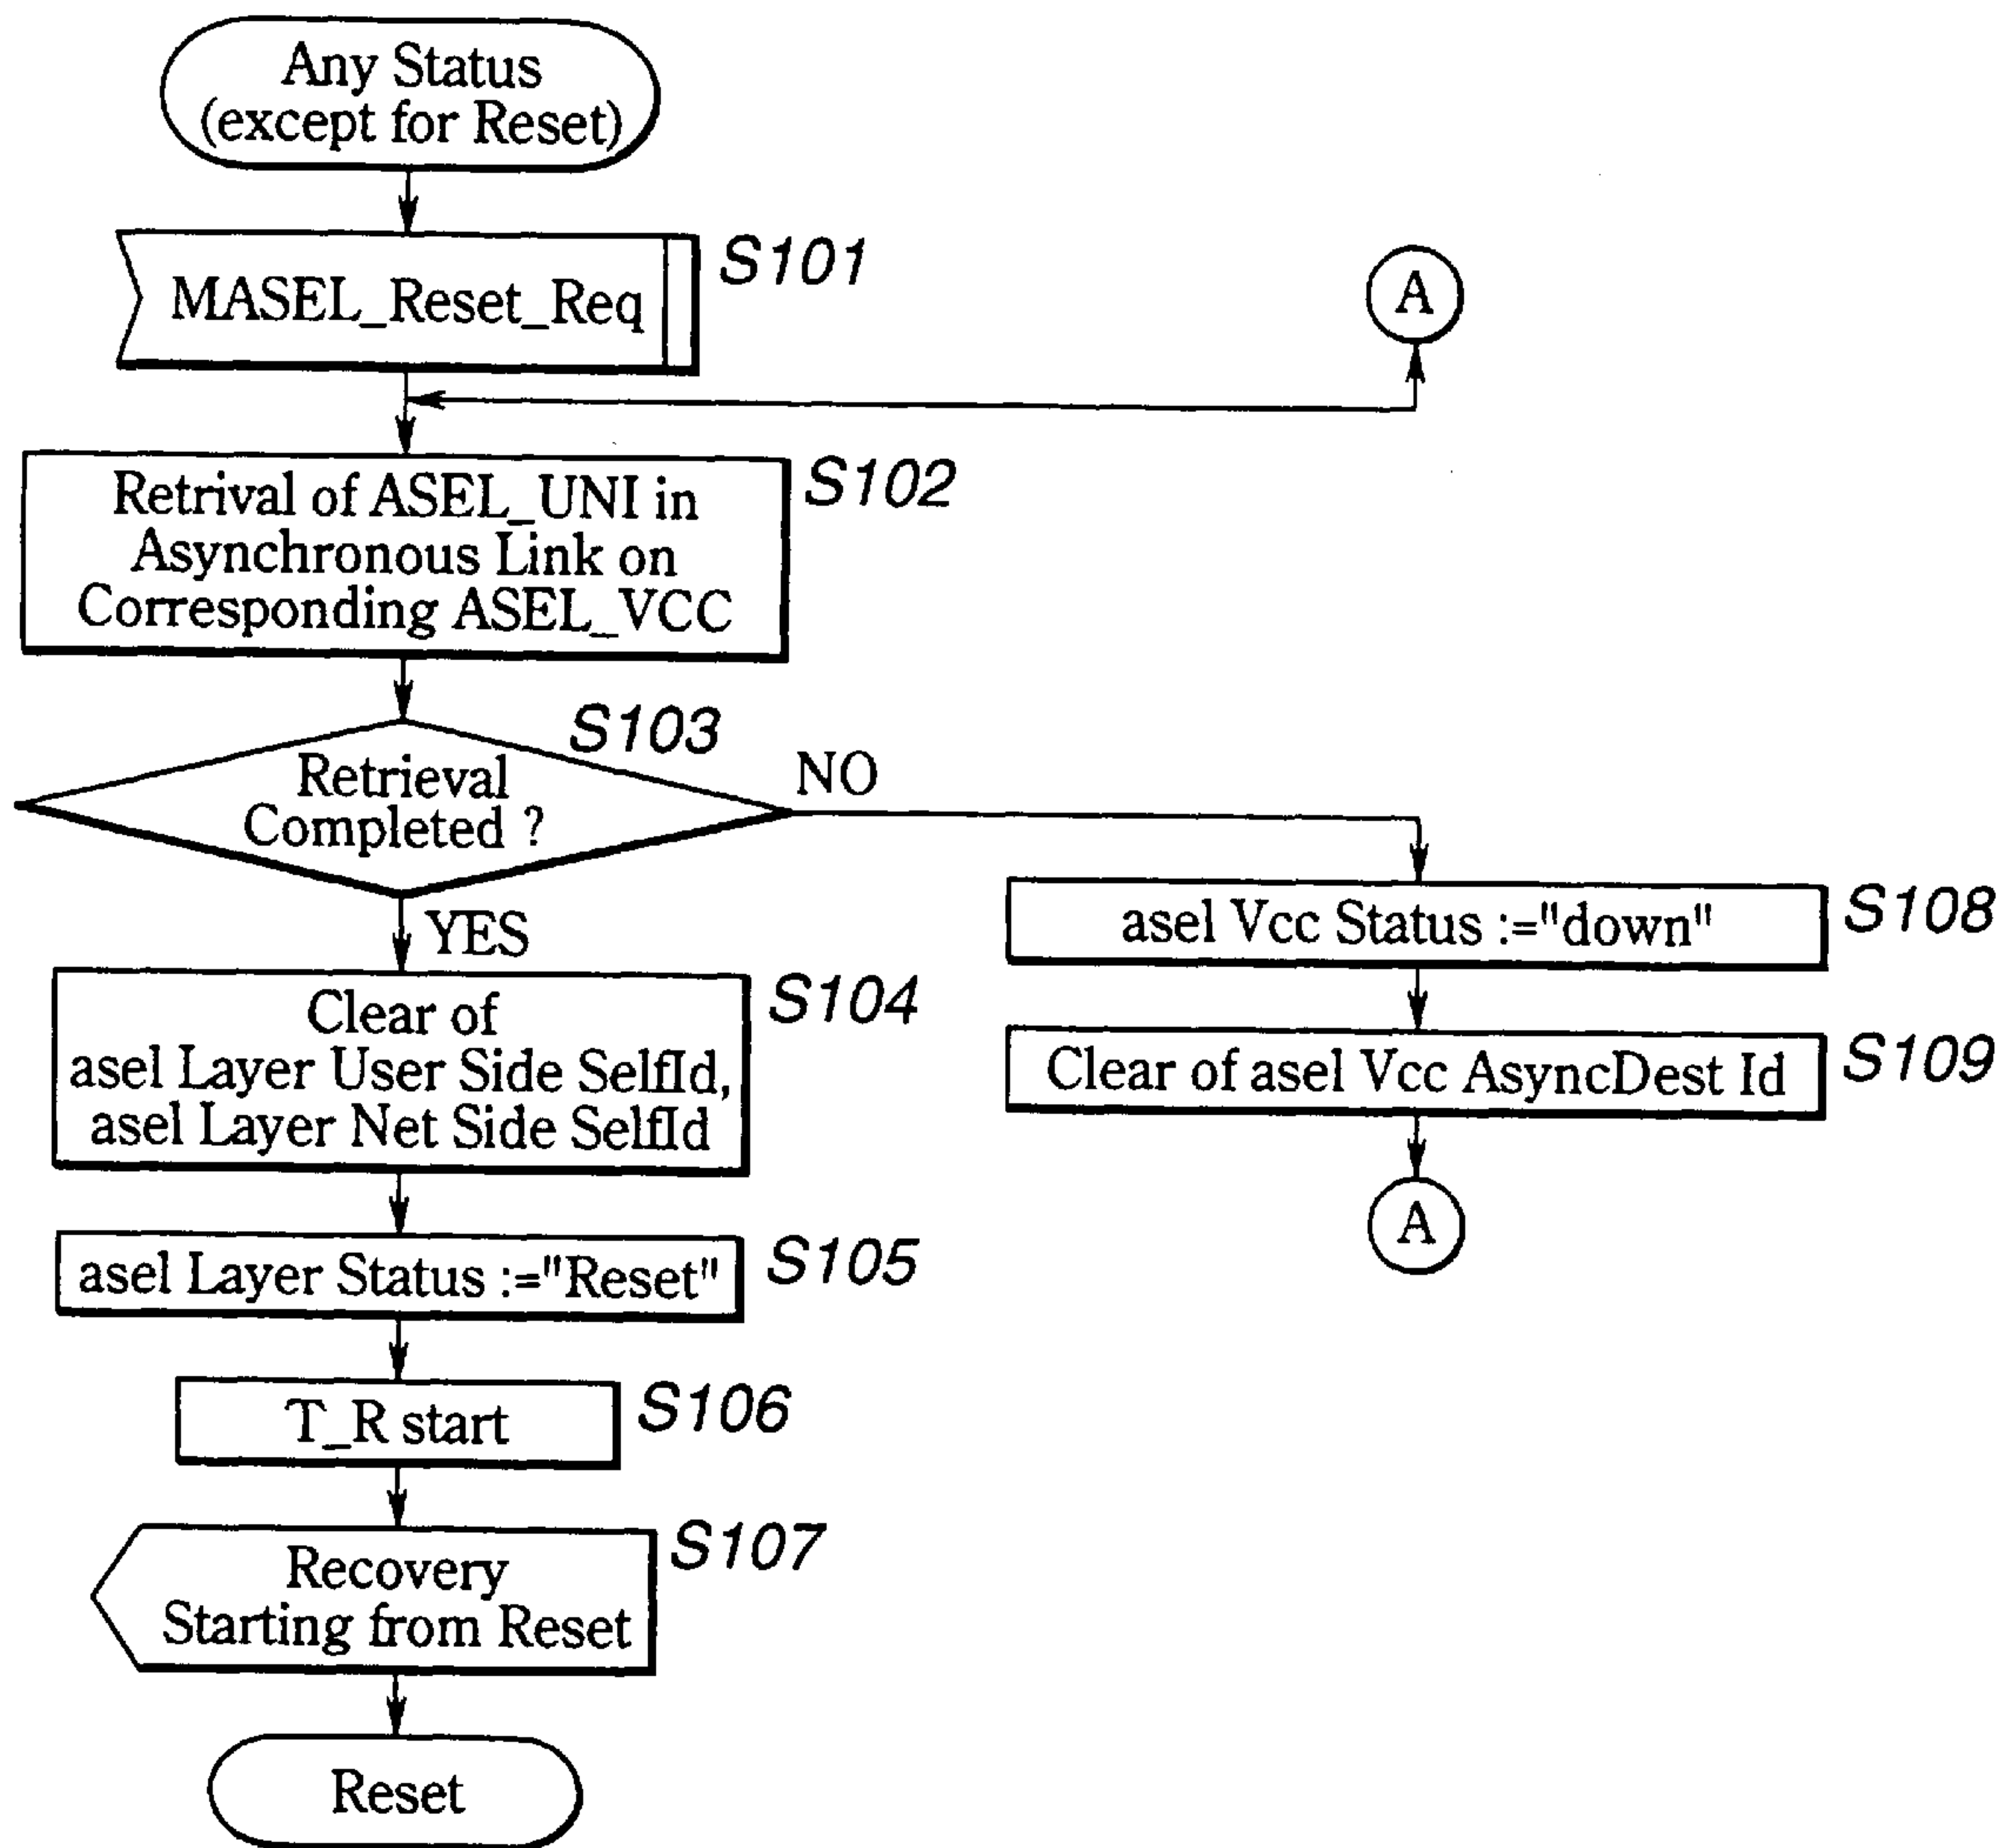 Any Status
(except for Reset)
MASEL_Reset_Req
S101
A
Retrival of ASEL_UNI in
Asynchronous Link on
Corresponding ASEL_VCC
S102
S103
Retrieval
Completed ?
NO
YES
asel Vcc Status :="down"
S108
Clear of
asel Layer User Side SelfId,
asel Layer Net Side SelfId
S104
Clear of asel Vcc AsyncDest Id
S109
A
asel Layer Status :="Reset"
S105
T_R start
S106
Recovery
Starting from Reset
S107
Reset